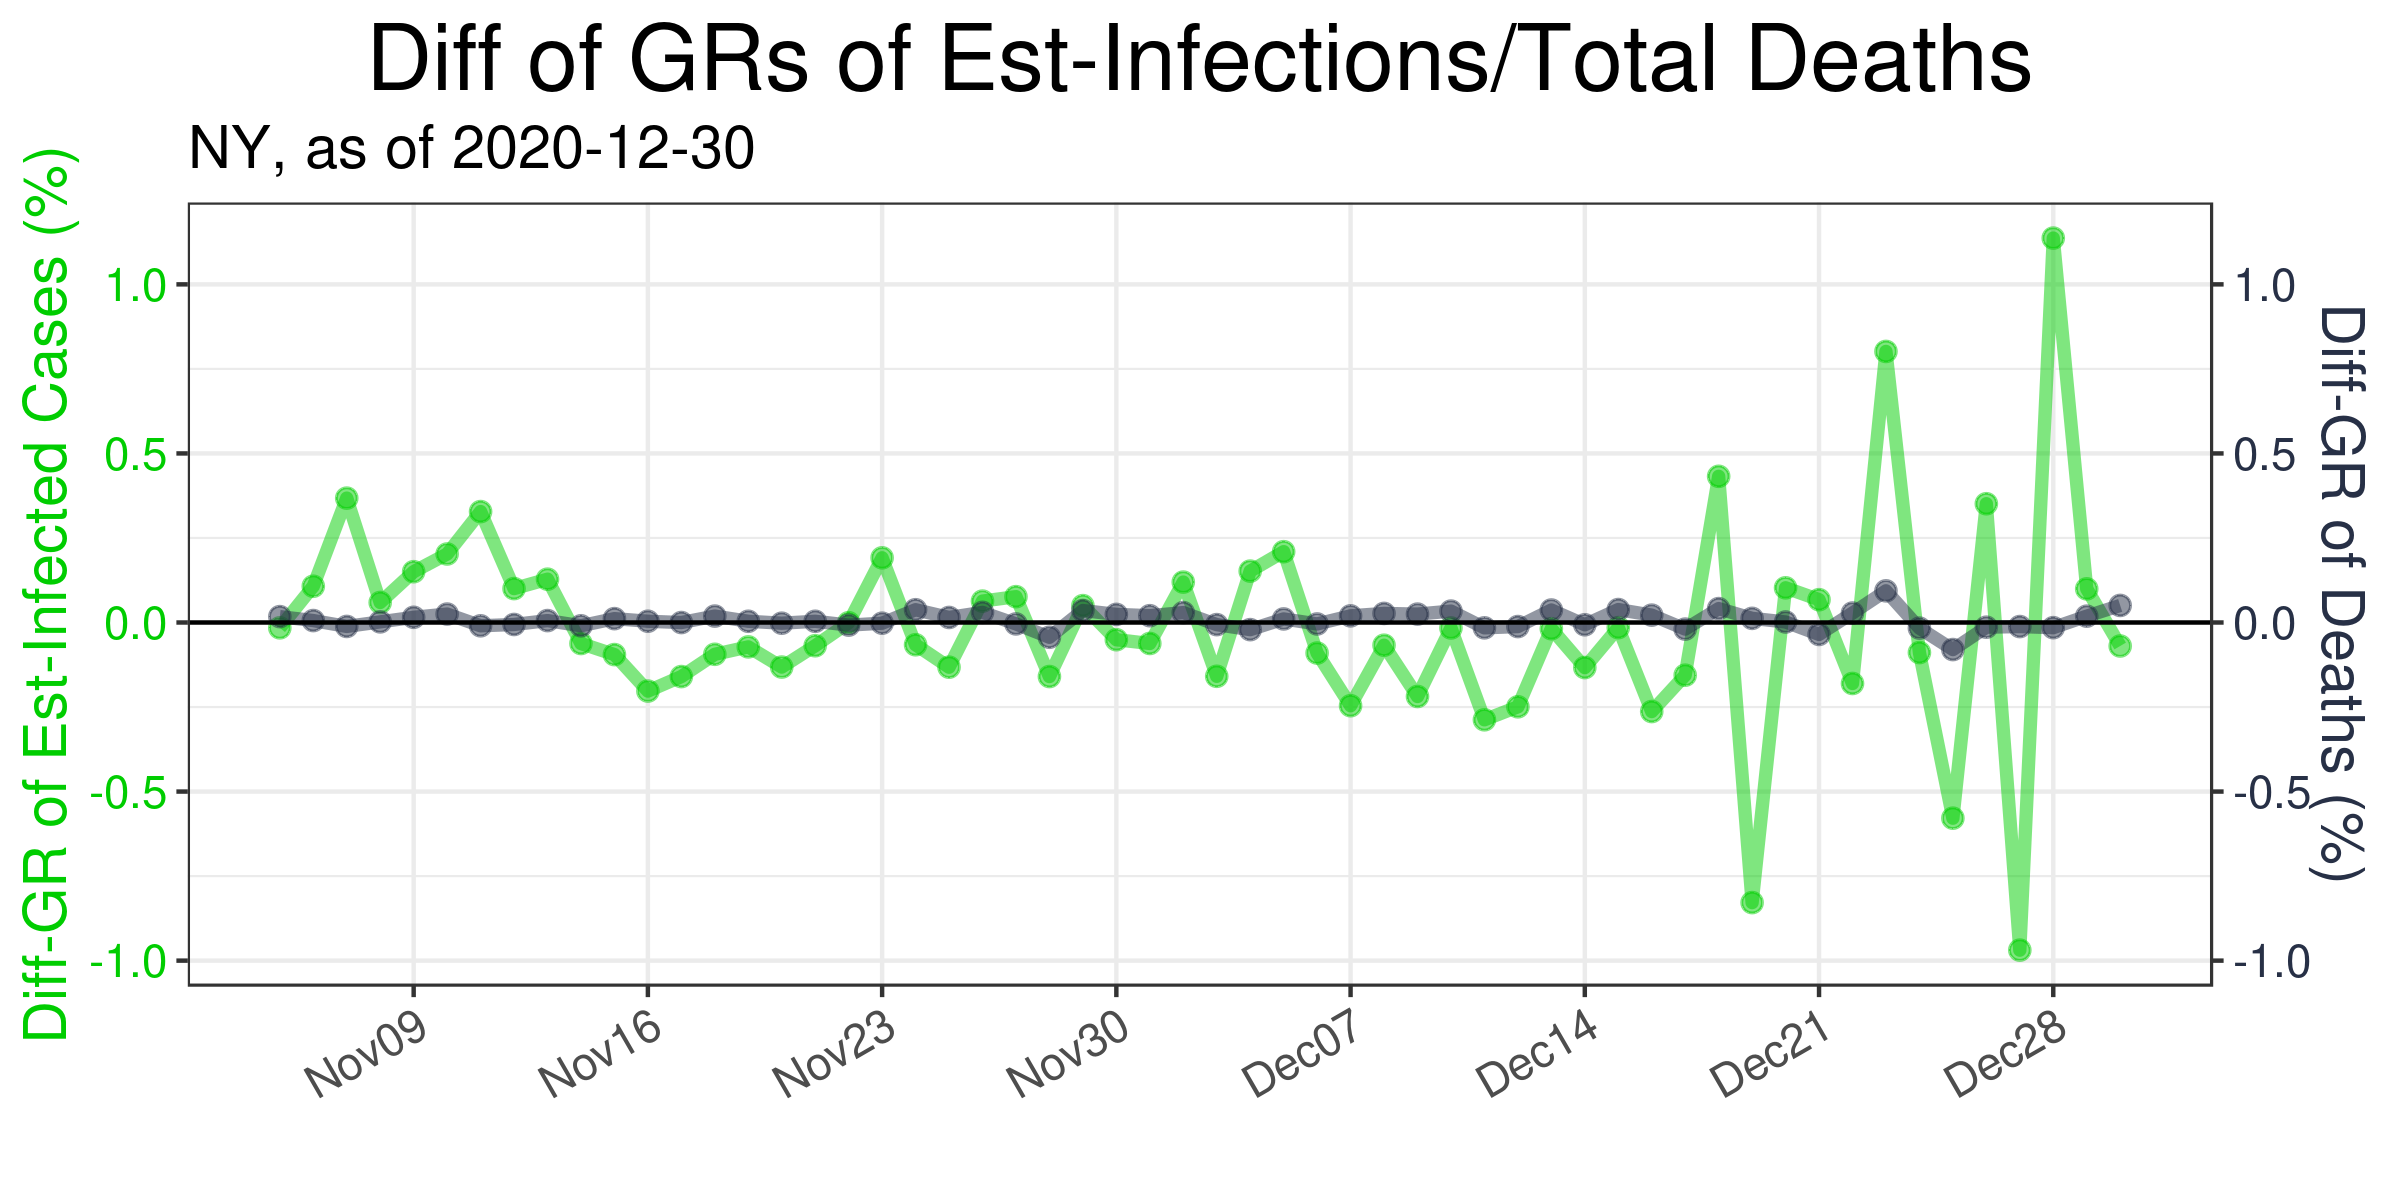 Diff of GRs of Est-Infections/Total Deaths
NY, as of 2020-12-30
Diff-GR of Est-Infected Cases (%)
1.0
0.5
0.0
-0.5
-1.0
1.0
0.5
0.0
-0.5
-1.0
Diff-GR of Deaths (%)
Nov09
Nov16
Nov23
Nov30
Dec07
Dec14
Dec21
Dec28